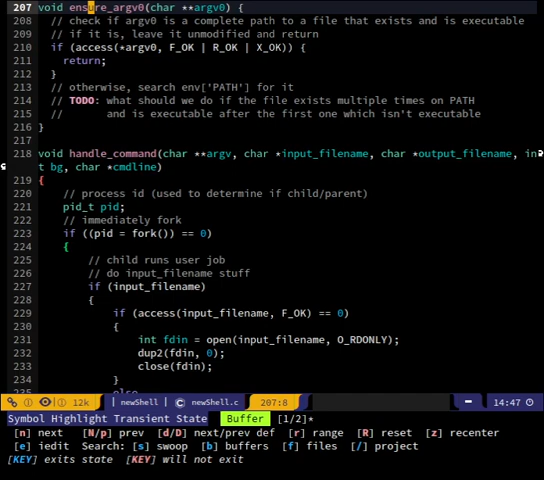 207 void ensure_argv0(char **argv0) {
208 // check if argv0 is a complete path to a file that exists and is executable
209 // if it is, leave it unmodified and return
210 if (access(*argv0, F_OK | R_OK | X_OK)) {
211 return;
212 }
213 // otherwise, search env['PATH'] for it
214 // TODO: what should we do if the file exists multiple times on PATH
215 // and is executable after the first one which isn't executable
216 }
217
218 void handle_command(char **argv, char *input_filename, char *output_filename, in
t bg, char *cmdline)
219 {
220 // process id (used to determine if child/parent)
221 pid_t pid;
222 // immediately fork
223 if ((pid = fork()) == 0)
224 {
225 // child runs user job
226 // do input_filename stuff
227 if (input_filename)
228 {
229 if (access(input_filename, F_OK) == 0)
230 {
231 int fdin = open(input_filename, O_RDONLY);
232 dup2(fdin, 0);
233 close(fdin);
234 }
235 else
12k | newShell | C newShell.c 207:8 14:47
Symbol Highlight Transient State Buffer [1/2]*
[n] next [N/p] prev [d/D] next/prev def [r] range [R] reset [z] recenter
[e] iedit Search: [s] swoop [b] buffers [f] files [/] project
[KEY] exits state [KEY] will not exit